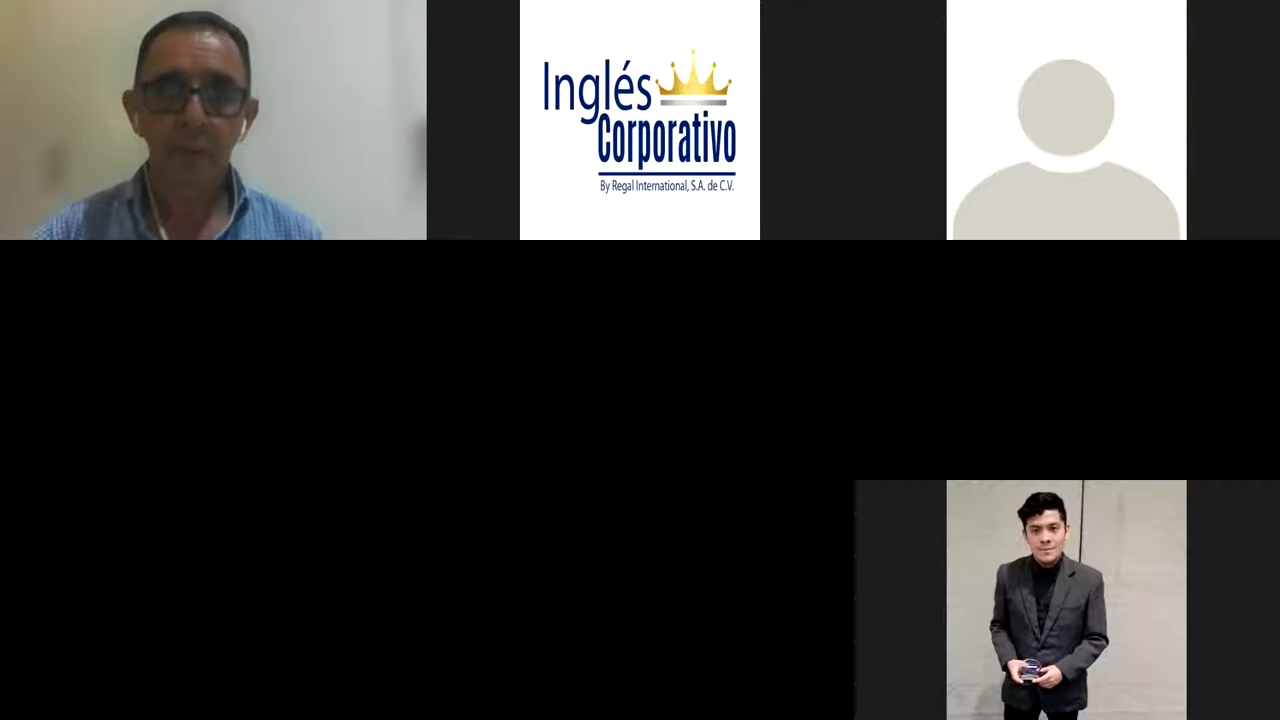 Inglés
Corporativo
By Regal International, S.A. de C.V.